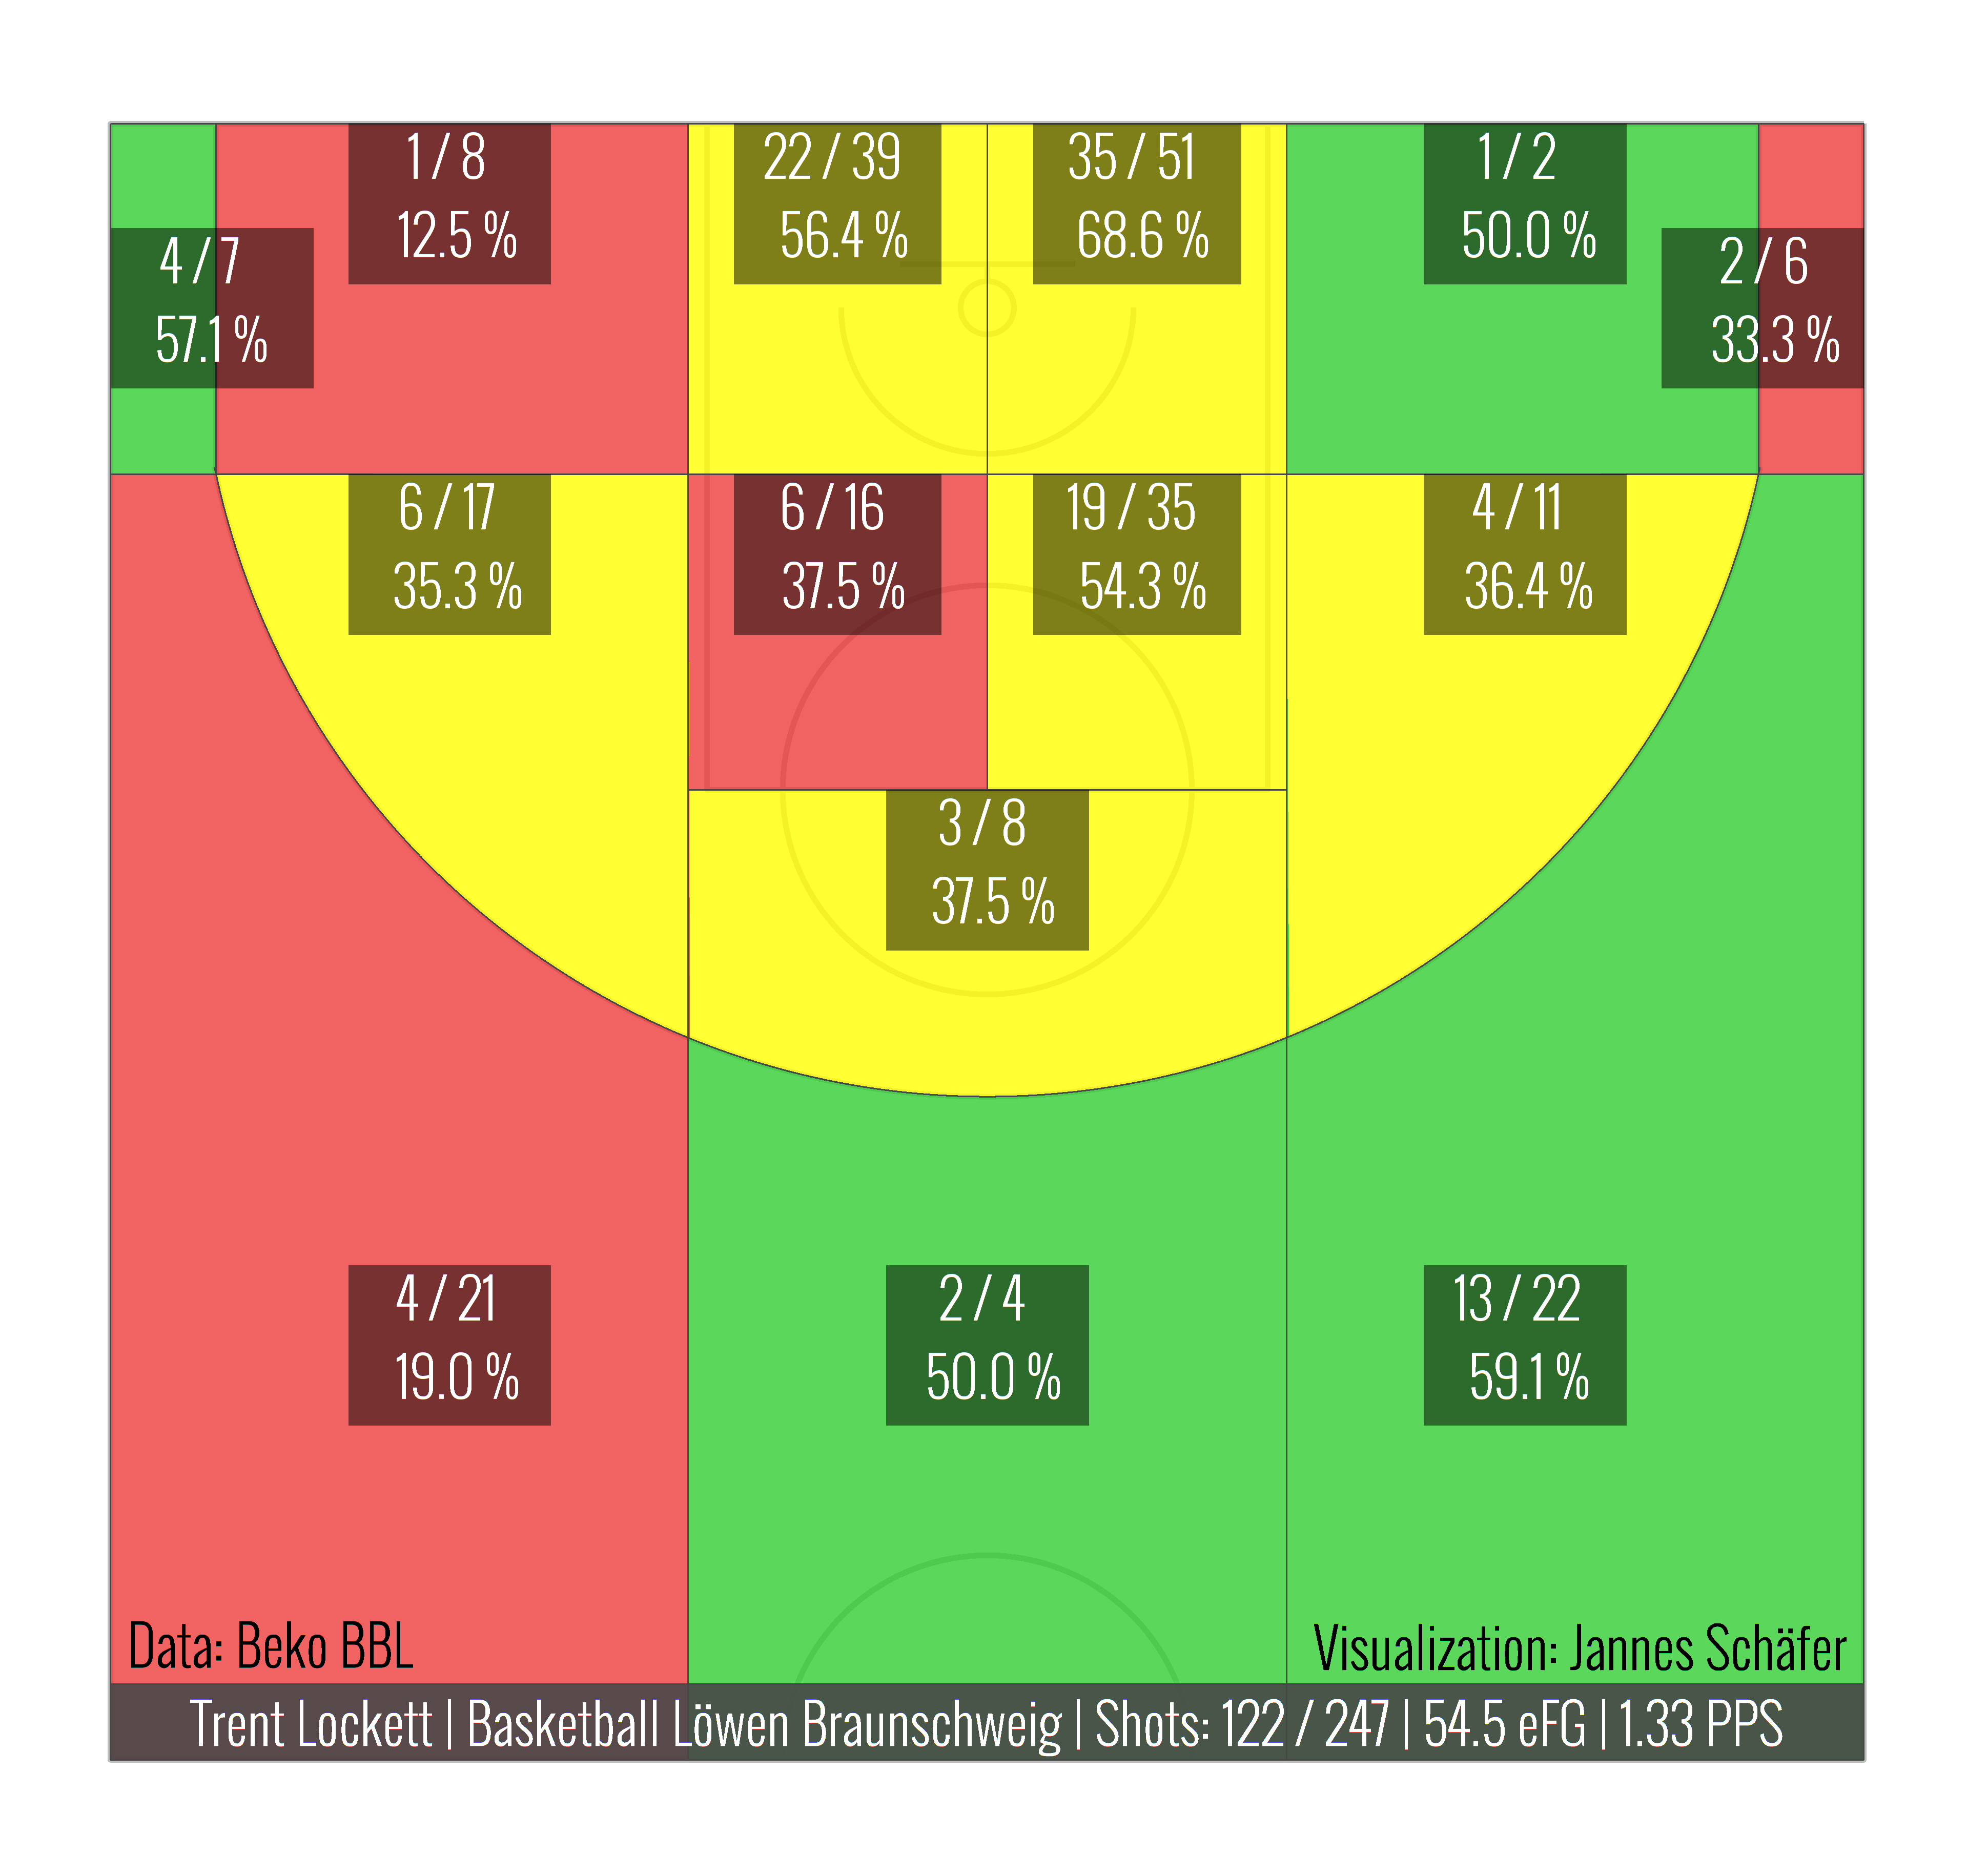 1 / 8
12.5 %
22 / 39
56.4 %
35 / 51
68.6 %
1 / 2
50.0 %
4 / 7
57.1 %
2 / 6
33.3 %
6 / 17
35.3 %
6 / 16
37.5 %
19 / 35
54.3 %
4 / 11
36.4 %
3 / 8
37.5 %
4 / 21
19.0 %
2 / 4
50.0 %
13 / 22
59.1 %
Data: Beko BBL
Visualization: Jannes Schäfer
Trent Lockett | Basketball Löwen Braunschweig | Shots: 122 / 247 | 54.5 eFG | 1.33 PPS